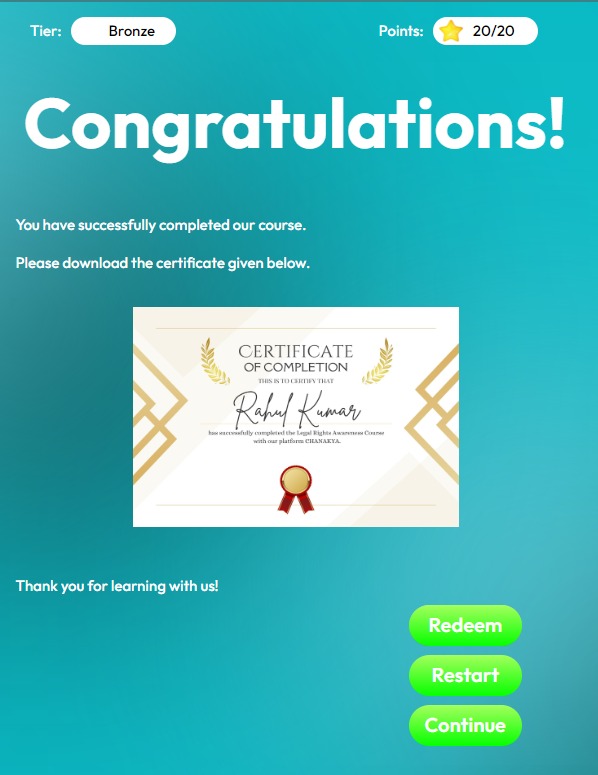 Tier: Bronze Points: 20/20
Congratulations!
You have successfully completed our course.
Please download the certificate given below.
CERTIFICATE
OF COMPLETION
THIS IS TO CERTIFY THAT
Rahul Kumar
has successfully completed the Legal Rights Awareness Course
with our platform CHANAKYA.
Thank you for learning with us!
Redeem
Restart
Continue